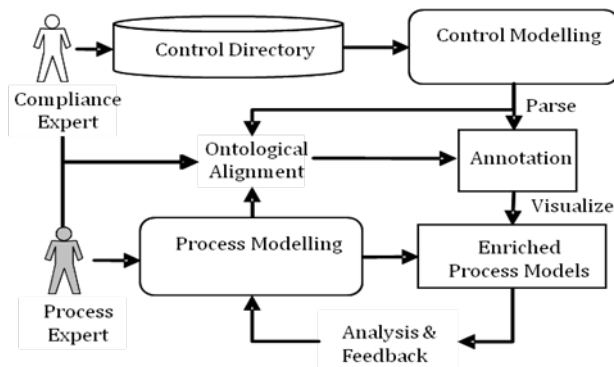 Control Directory
Control Modelling
Compliance
Expert
Parse
Ontological
Alignment
Annotation
Visualize
Process Modelling
Enriched
Process Models
Process
Expert
Analysis &
Feedback